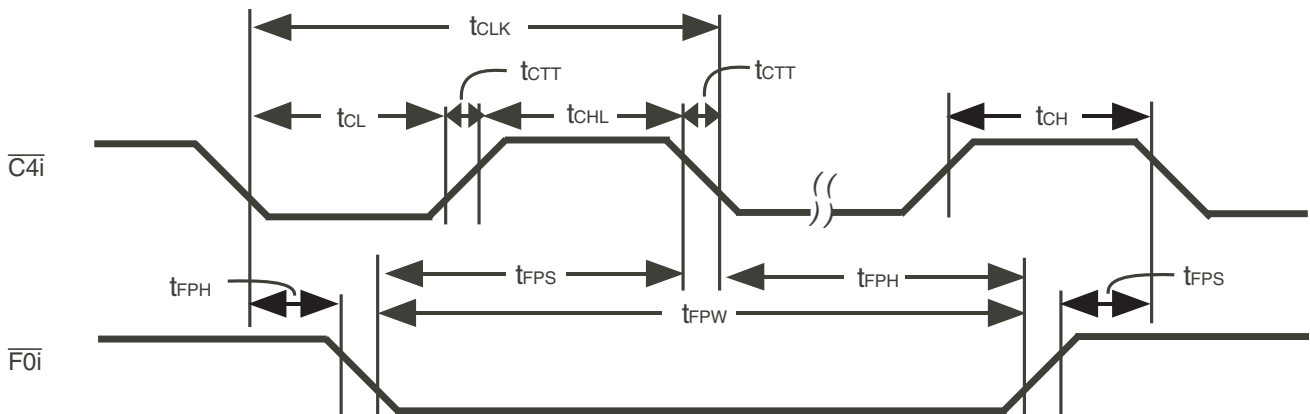 tCLK
tCTT
tCTT
tCL
tCHL
tCH
C4i
tFPS
tFPH
tFPH
tFPS
tFPW
F0i